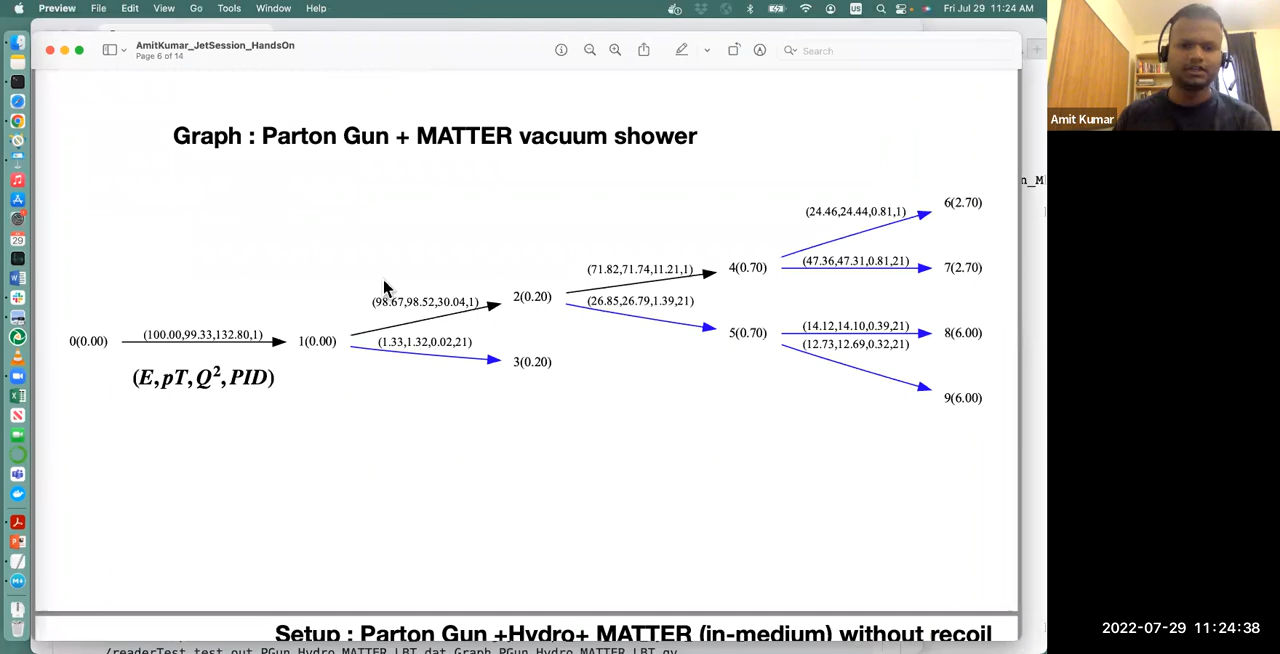 Preview File Edit View Go Tools Window Help
US
Fri Jul 29 11:24 AM
AmitKumar_JetSession_HandsOn
Page 6 of 14
Search
Amit Kumar
Graph : Parton Gun + MATTER vacuum shower
n_M
(24.46,24.44,0.81,1)
6(2.70)
(71.82,71.74,11.21,1)
4(0.70)
(47.36,47.31,0.81,21)
7(2.70)
(98.67,98.52,30.04,1)
2(0.20)
(26.85,26.79,1.39,21)
0(0.00)
(100.00,99.33,132.80,1)
1(0.00)
(1.33,1.32,0.02,21)
3(0.20)
5(0.70)
(14.12,14.10,0.39,21)
8(6.00)
(12.73,12.69,0.32,21)
9(6.00)
(E, pT, Q², PID)
Setup : Parton Gun +Hydro+ MATTER (in-medium) without recoil
2022-07-29 11:24:38